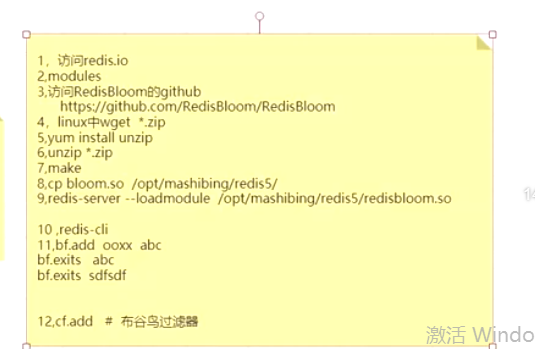 1，访问redis.io
2,modules
3,访问RedisBloom的github
https://github.com/RedisBloom/RedisBloom
4，linux中wget *.zip
5,yum install unzip
6,unzip *.zip
7,make
8,cp bloom.so /opt/mashibing/redis5/
9,redis-server --loadmodule /opt/mashibing/redis5/redisbloom.so
10 ,redis-cli
11,bf.add ooxx abc
bf.exits abc
bf.exits sdfsdf
12,cf.add # 布谷鸟过滤器
激活 Windo